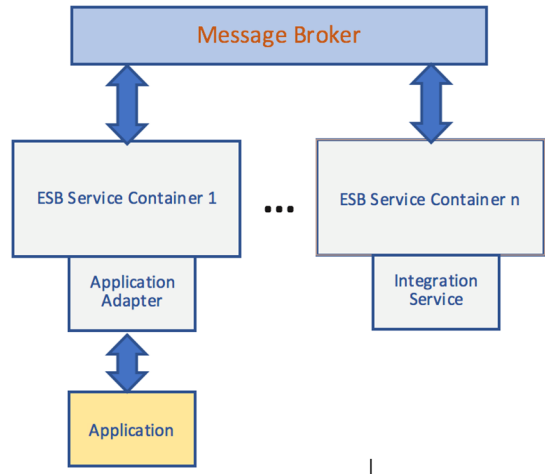 Message Broker
ESB Service Container 1
...
ESB Service Container n
Application
Adapter
Integration
Service
Application